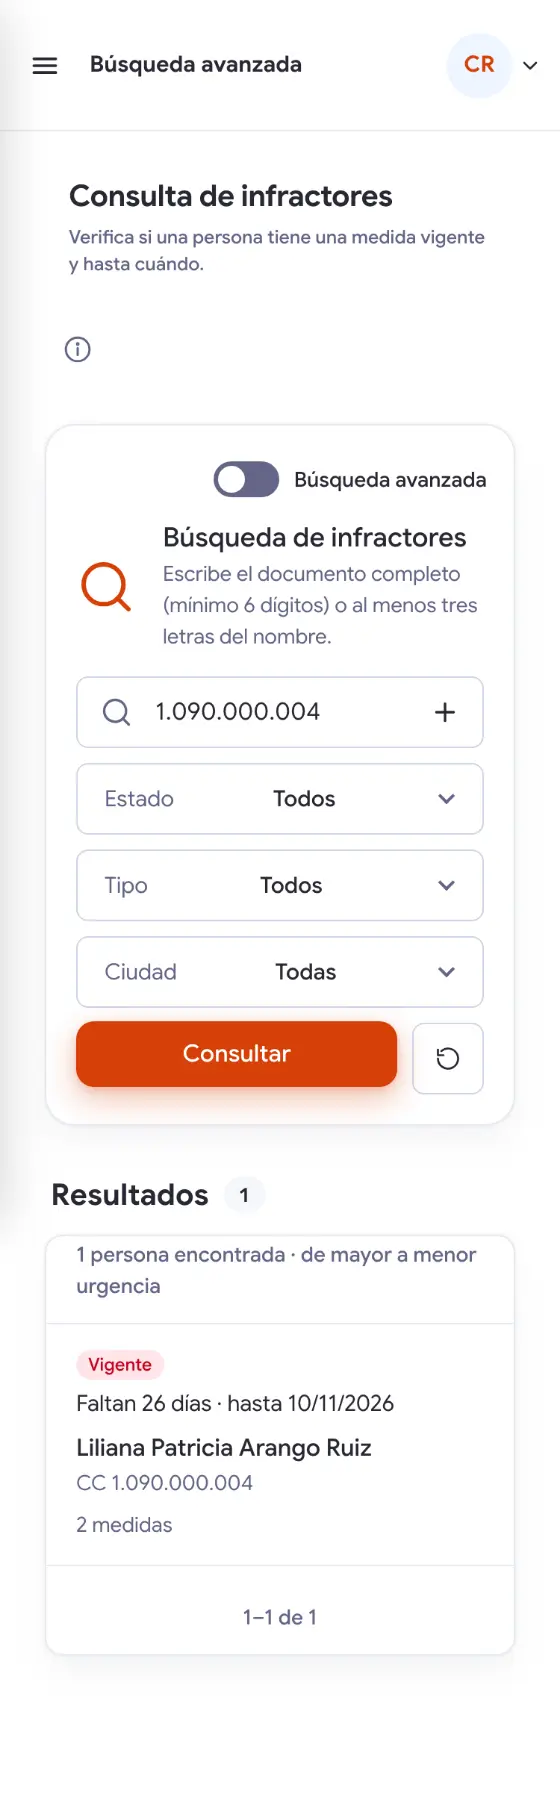 Búsqueda avanzada
CR
Consulta de infractores
Verifica si una persona tiene una medida vigente
y hasta cuándo.
Búsqueda avanzada
Búsqueda de infractores
Escribe el documento completo
(mínimo 6 dígitos) o al menos tres
letras del nombre.
1.090.000.004
Estado Todos
Tipo Todos
Ciudad Todas
Consultar
Resultados 1
1 persona encontrada · de mayor a menor
urgencia
Vigente
Faltan 26 días · hasta 10/11/2026
Liliana Patricia Arango Ruiz
CC 1.090.000.004
2 medidas
1–1 de 1